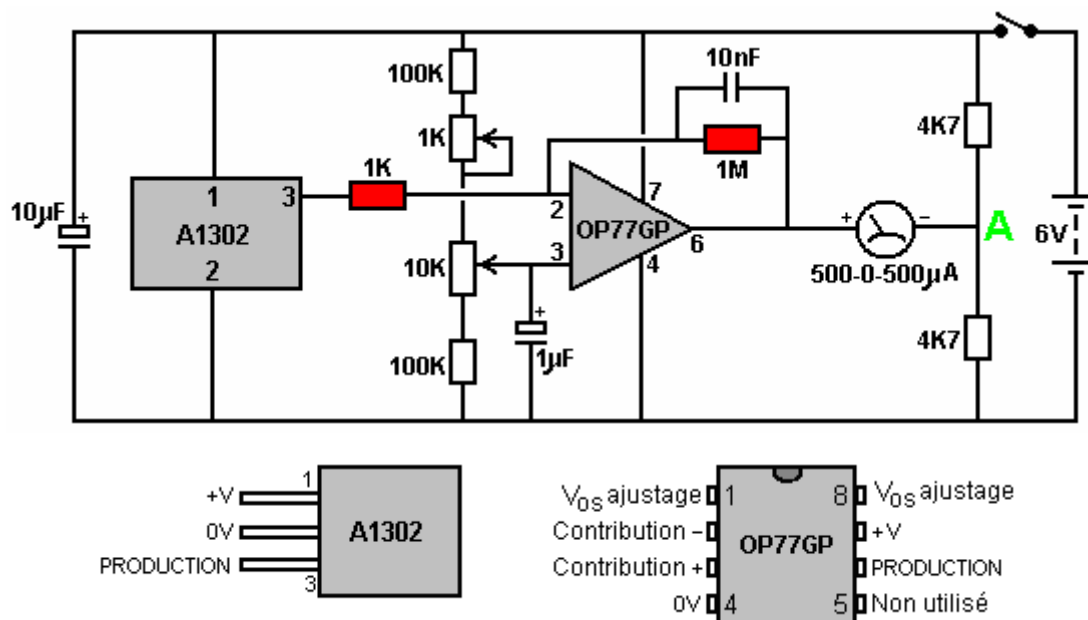 10nF
100K
4K7
1K
1K
1M
1
3
2
7
10µF
+
A1302
OP77GP
6
+
−
A
6V
2
10K
3
4
500-0-500µA
+
100K
1µF
4K7
1
+V
0V
A1302
PRODUCTION
3
V0S ajustage
1
8
V0S ajustage
Contribution −
+V
OP77GP
Contribution +
PRODUCTION
0V
4
5
Non utilisé